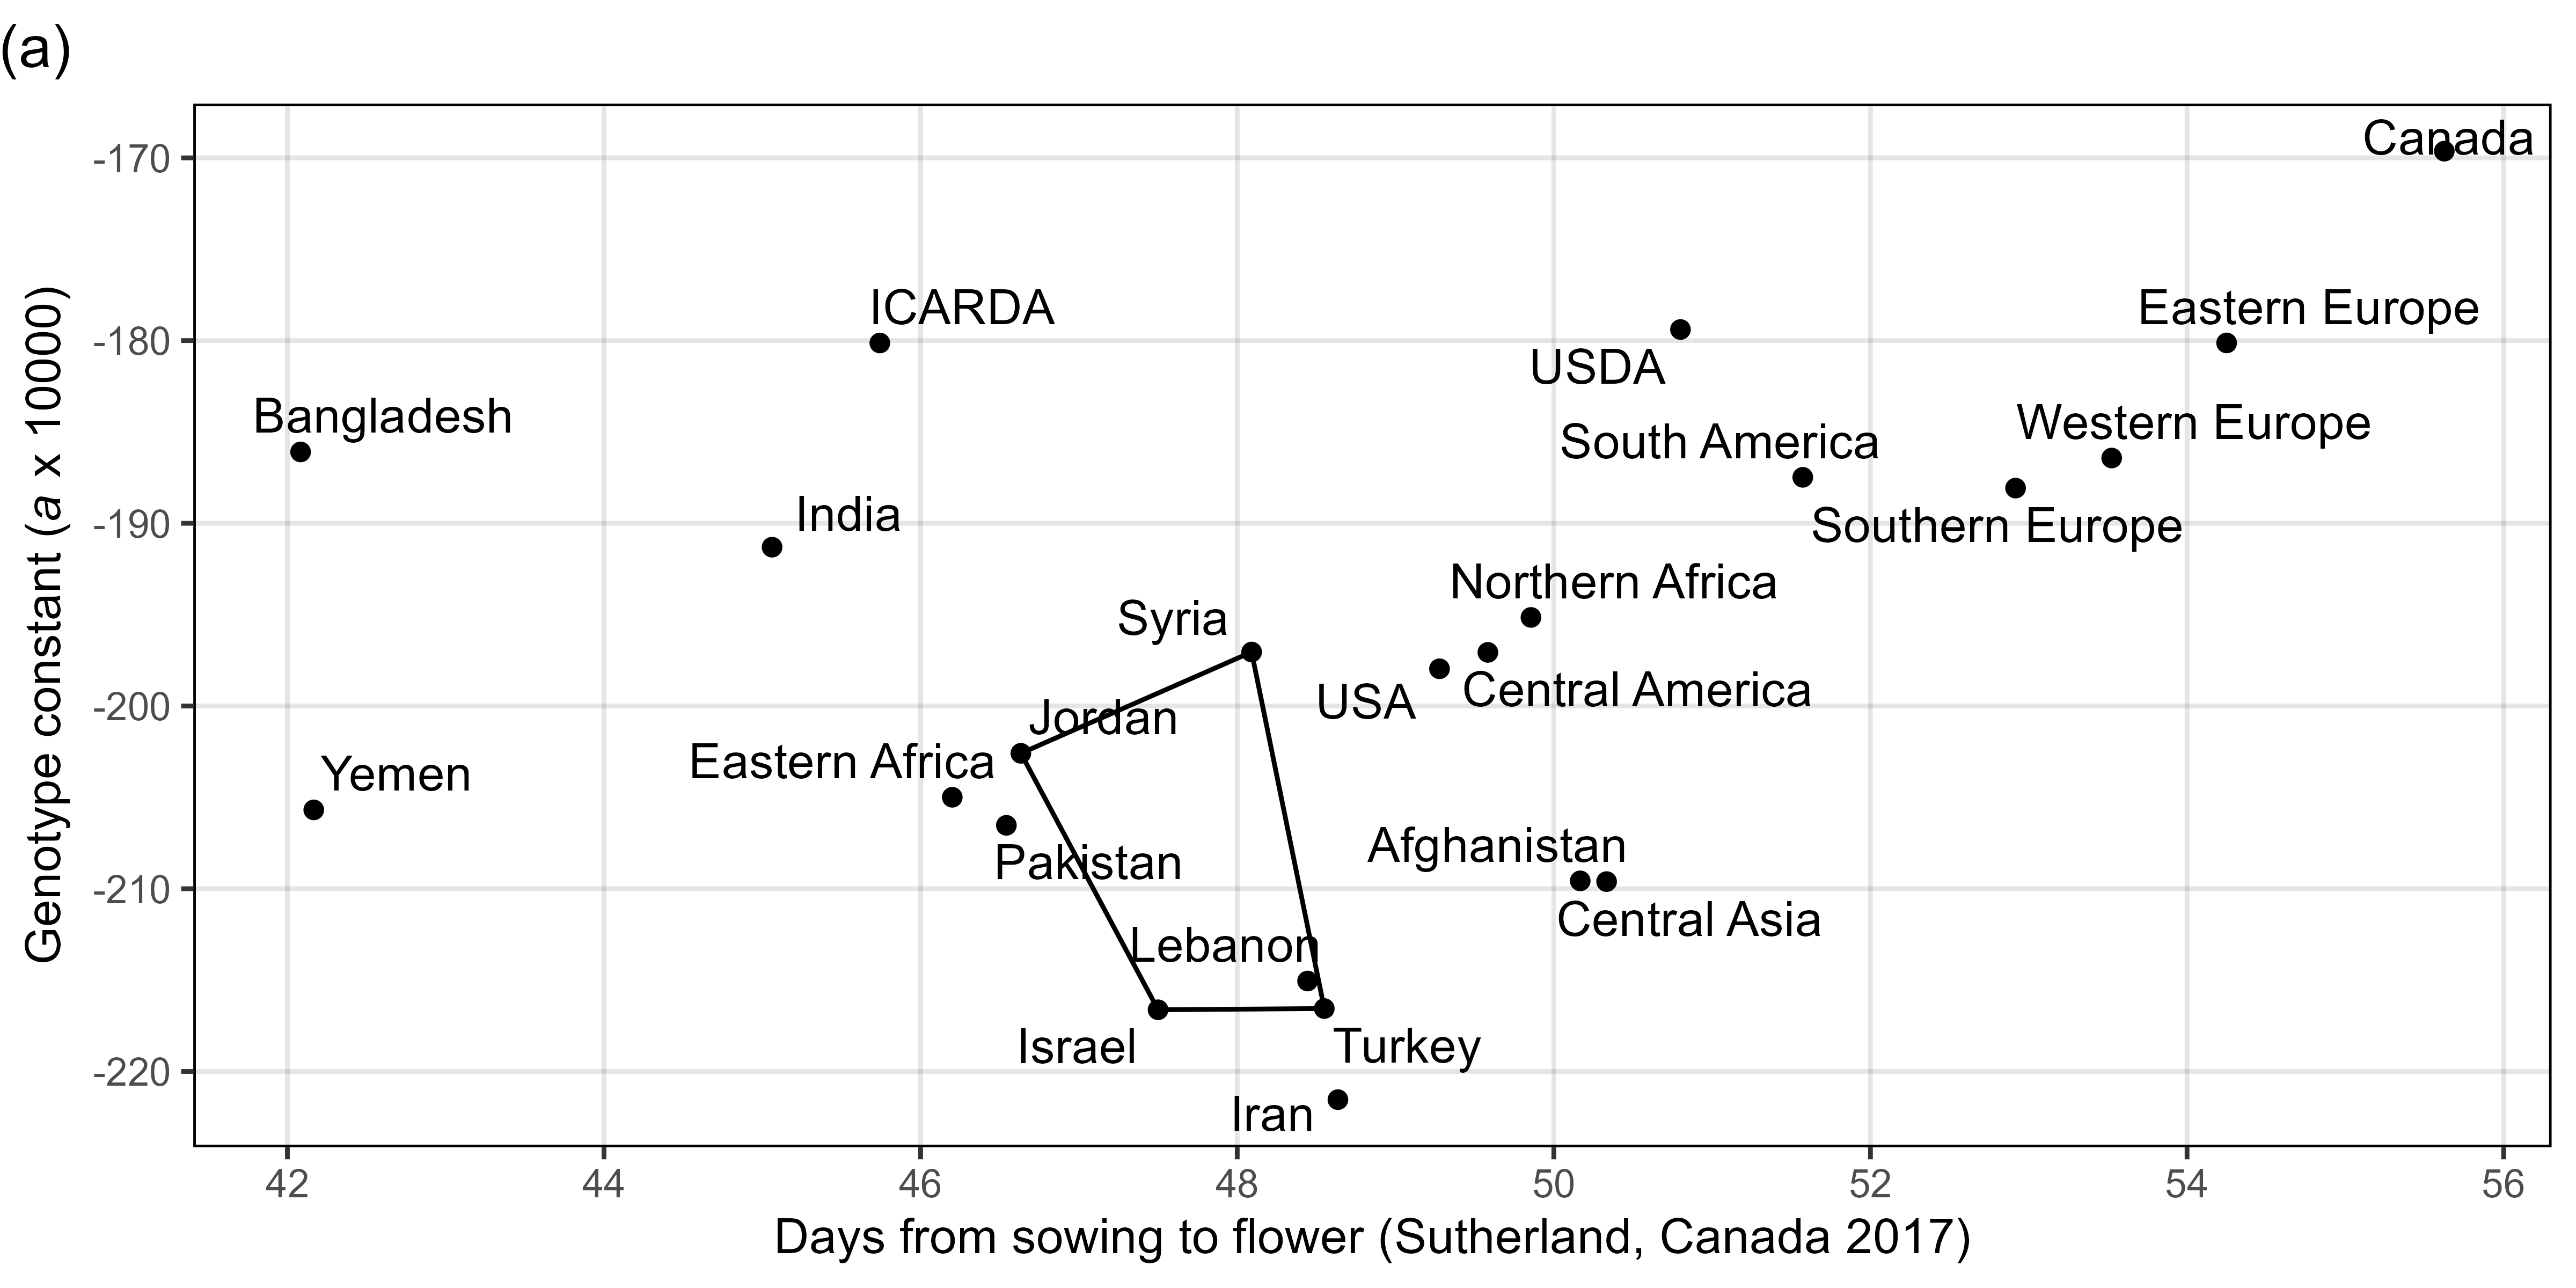 (a)
Genotype constant (a x 10000)
-170
-180
-190
-200
-210
-220
Canada
ICARDA
Eastern Europe
USDA
Bangladesh
Western Europe
South America
India
Southern Europe
Northern Africa
Syria
Central America
USA
Jordan
Eastern Africa
Yemen
Afghanistan
Pakistan
Central Asia
Lebanon
Israel
Turkey
Iran
42 44 46 48 50 52 54 56
Days from sowing to flower (Sutherland, Canada 2017)